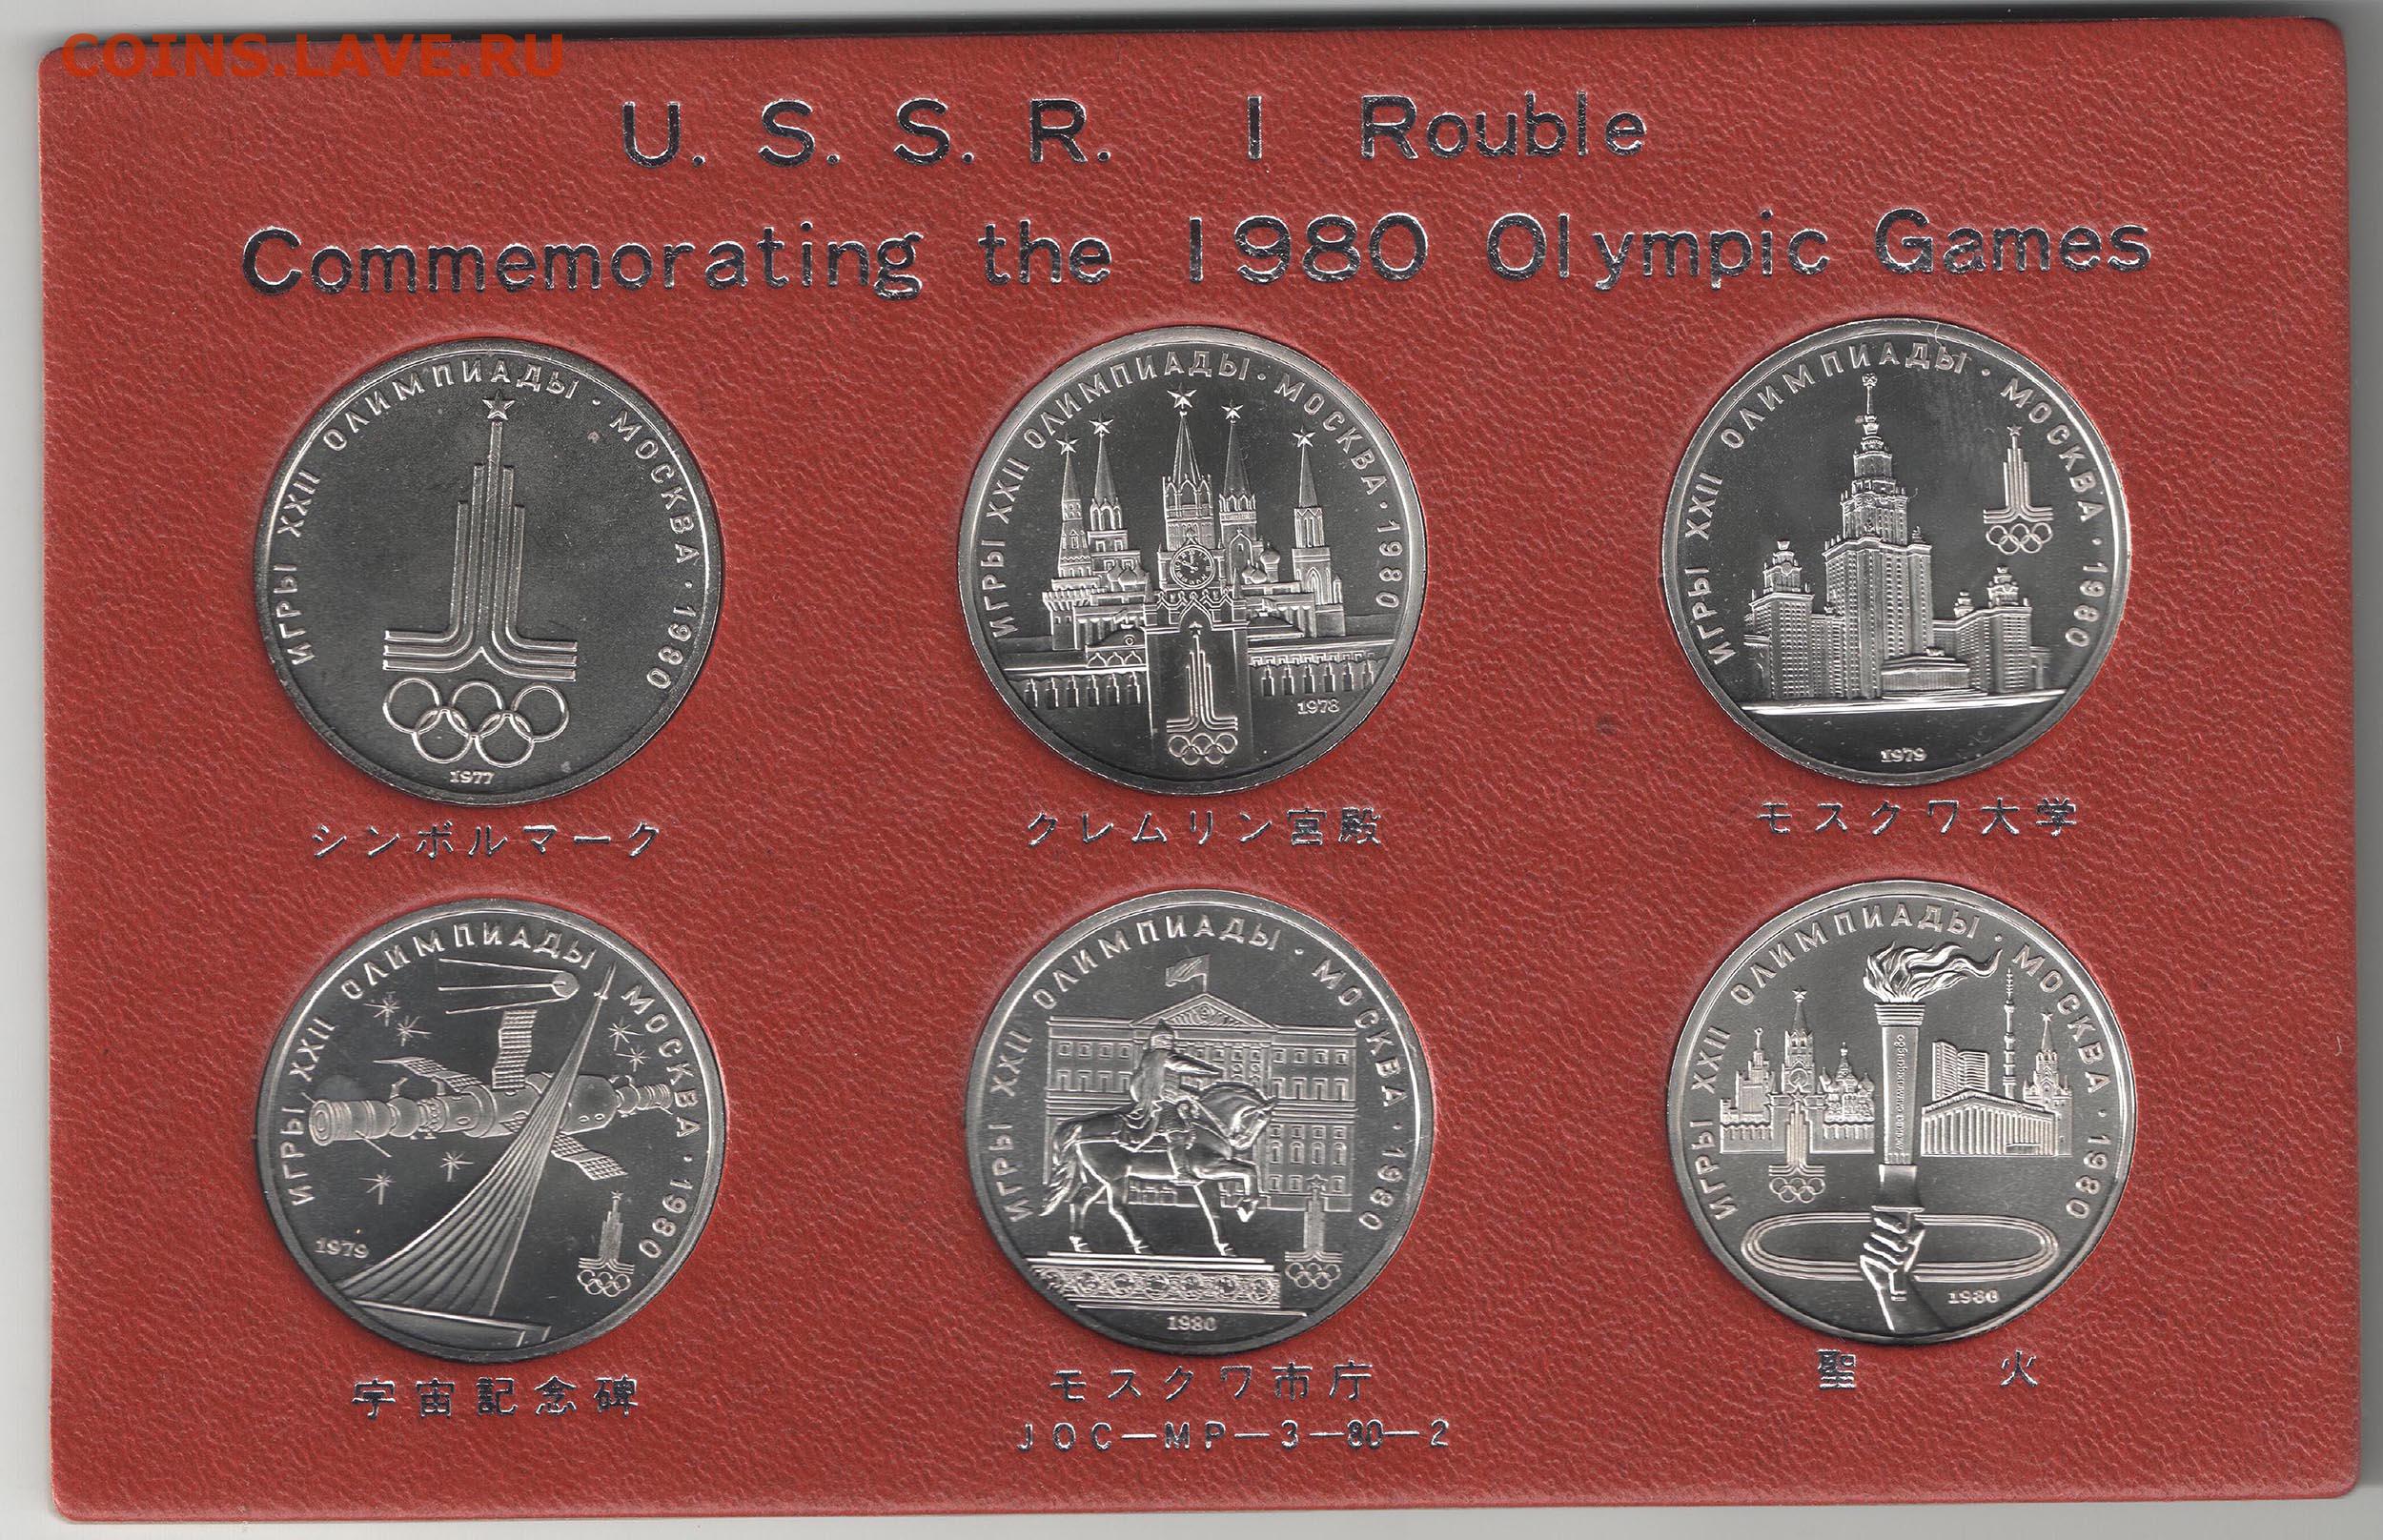 COINS.LAVE.RU
U. S. S. R. 1 Rouble
Commemorating the 1980 Olympic Games
ИГРЫ XXII ОЛИМПИАДЫ · МОСКВА · 1980
1977
ИГРЫ XXII ОЛИМПИАДЫ · МОСКВА · 1980
1978
ИГРЫ XXII ОЛИМПИАДЫ · МОСКВА · 1980
1979
シンボルマーク
クレムリン宮殿
モスクワ大学
ИГРЫ XXII ОЛИМПИАДЫ МОСКВА · 1980
1979
ИГРЫ XXII ОЛИМПИАДЫ · МОСКВА · 1980
1980
ИГРЫ XXII ОЛИМПИАДЫ · МОСКВА · 1980
1980
宇宙記念碑
モスクワ市庁
聖火
JOC-MP-3-80-2